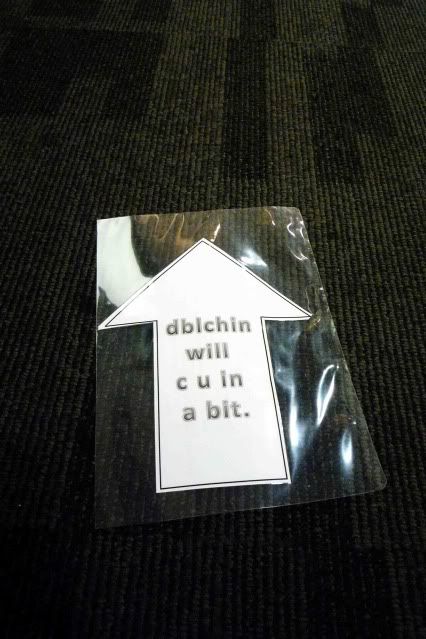 dblchin
will
c u in
a bit.